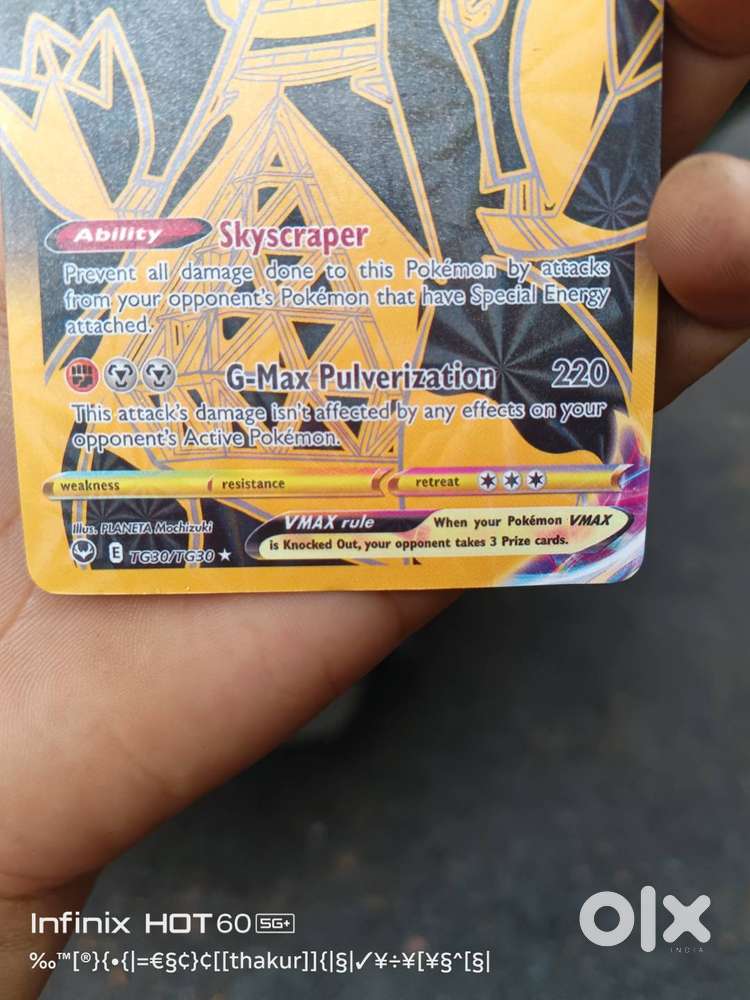 Ability Skyscraper
Prevent all damage done to this Pokémon by attacks
from your opponent's Pokémon that have Special Energy
attached.
G-Max Pulverization 220
This attack's damage isn't affected by any effects on your
opponent's Active Pokémon.
weakness resistance retreat
Illus. PLANETA Mochizuki
VMAX rule When your Pokémon VMAX
is Knocked Out, your opponent takes 3 Prize cards.
E TG30/TG30 ★
Infinix HOT 60 5G+
‰™[®}{•{|=€§¢}¢[[thakur]]{|§|✓¥÷¥[¥§^[§|
olx
INDIA